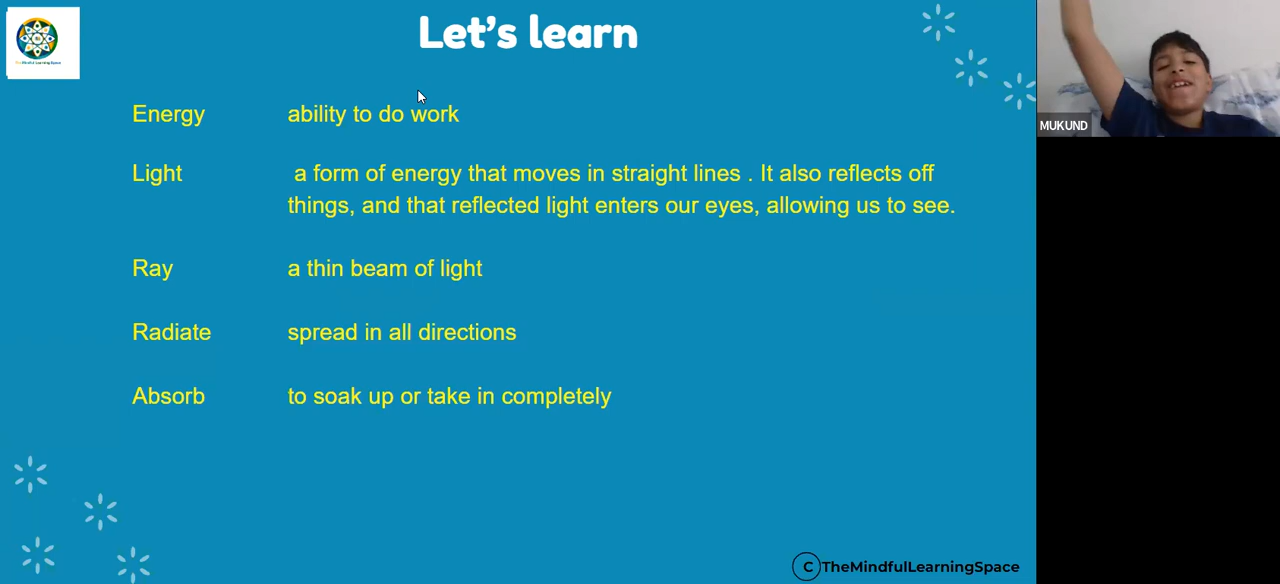 Let's learn
Energy ability to do work
Light a form of energy that moves in straight lines . It also reflects off
things, and that reflected light enters our eyes, allowing us to see.
Ray a thin beam of light
Radiate spread in all directions
Absorb to soak up or take in completely
MUKUND
C TheMindfulLearningSpace